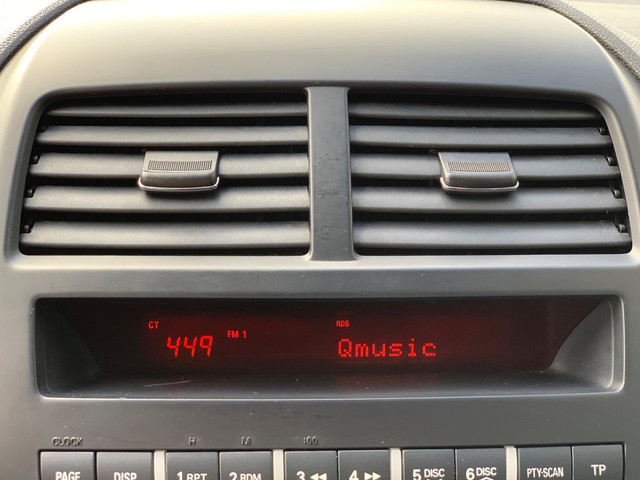 CT
449 FM 1 RDS
Qmusic
CLOCK H M :00
PAGE DISP 1 RPT 2 RDM 3 ◀◀ 4 ▶▶ 5 DISC 6 DISC PTY-SCAN TP